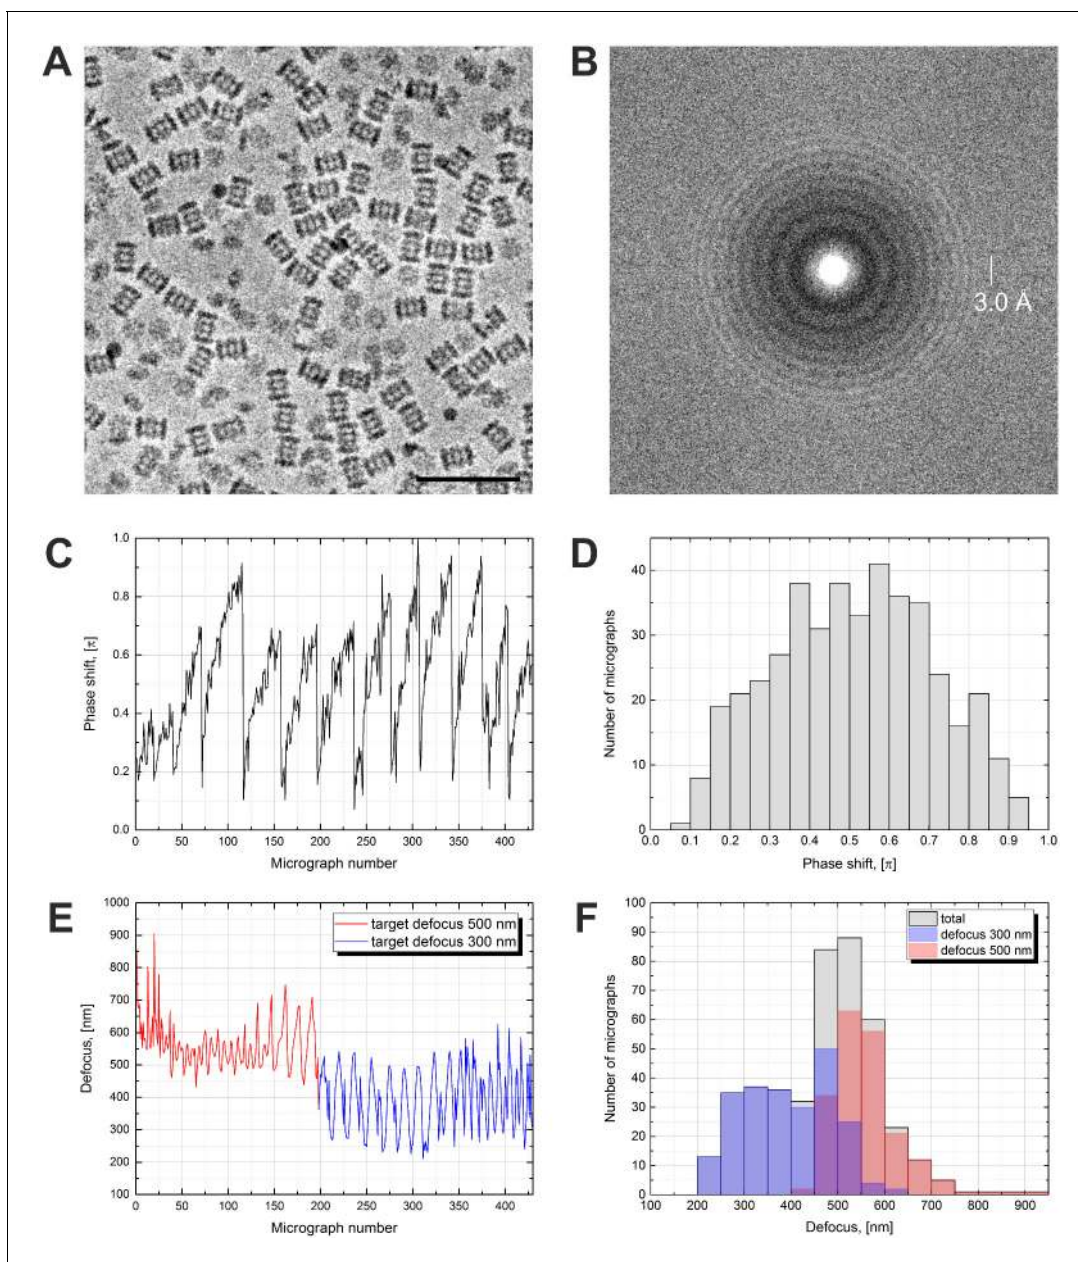 A
B
3.0 Å
C
1.0
0.8
0.6
0.4
0.2
0.0
Phase shift, [π]
0 50 100 150 200 250 300 350 400
Micrograph number
D
40
30
20
10
0
Number of micrographs
0.0 0.1 0.2 0.3 0.4 0.5 0.6 0.7 0.8 0.9 1.0
Phase shift, [π]
E
1000
900
800
700
600
500
400
300
200
100
Defocus, [nm]
target defocus 500 nm
target defocus 300 nm
0 50 100 150 200 250 300 350 400
Micrograph number
F
100
90
80
70
60
50
40
30
20
10
0
Number of micrographs
total
defocus 300 nm
defocus 500 nm
100 200 300 400 500 600 700 800 900
Defocus, [nm]